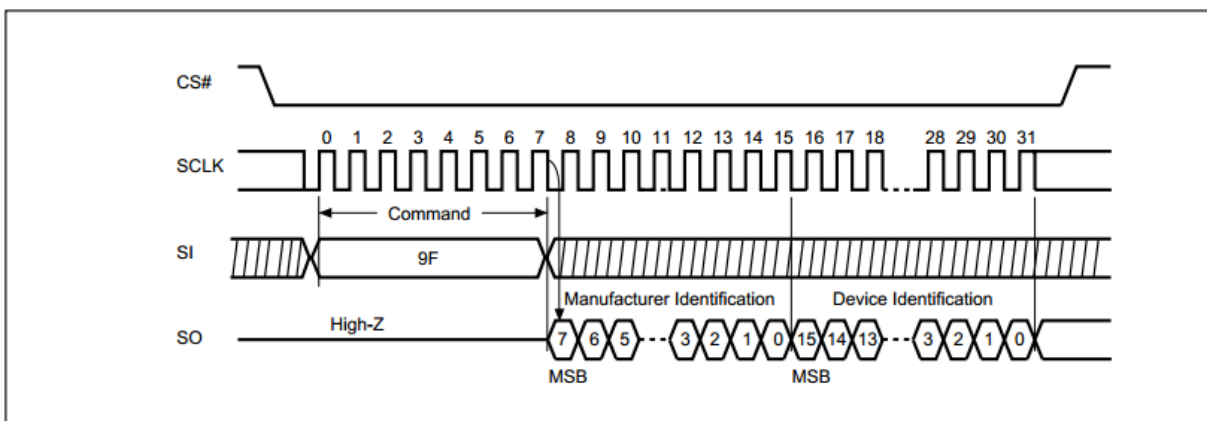 CS#
0 1 2 3 4 5 6 7 8 9 10 11 12 13 14 15 16 17 18 28 29 30 31
SCLK
Command
SI
9F
Manufacturer Identification Device Identification
High-Z
SO
7 6 5 3 2 1 0 15 14 13 3 2 1 0
MSB MSB